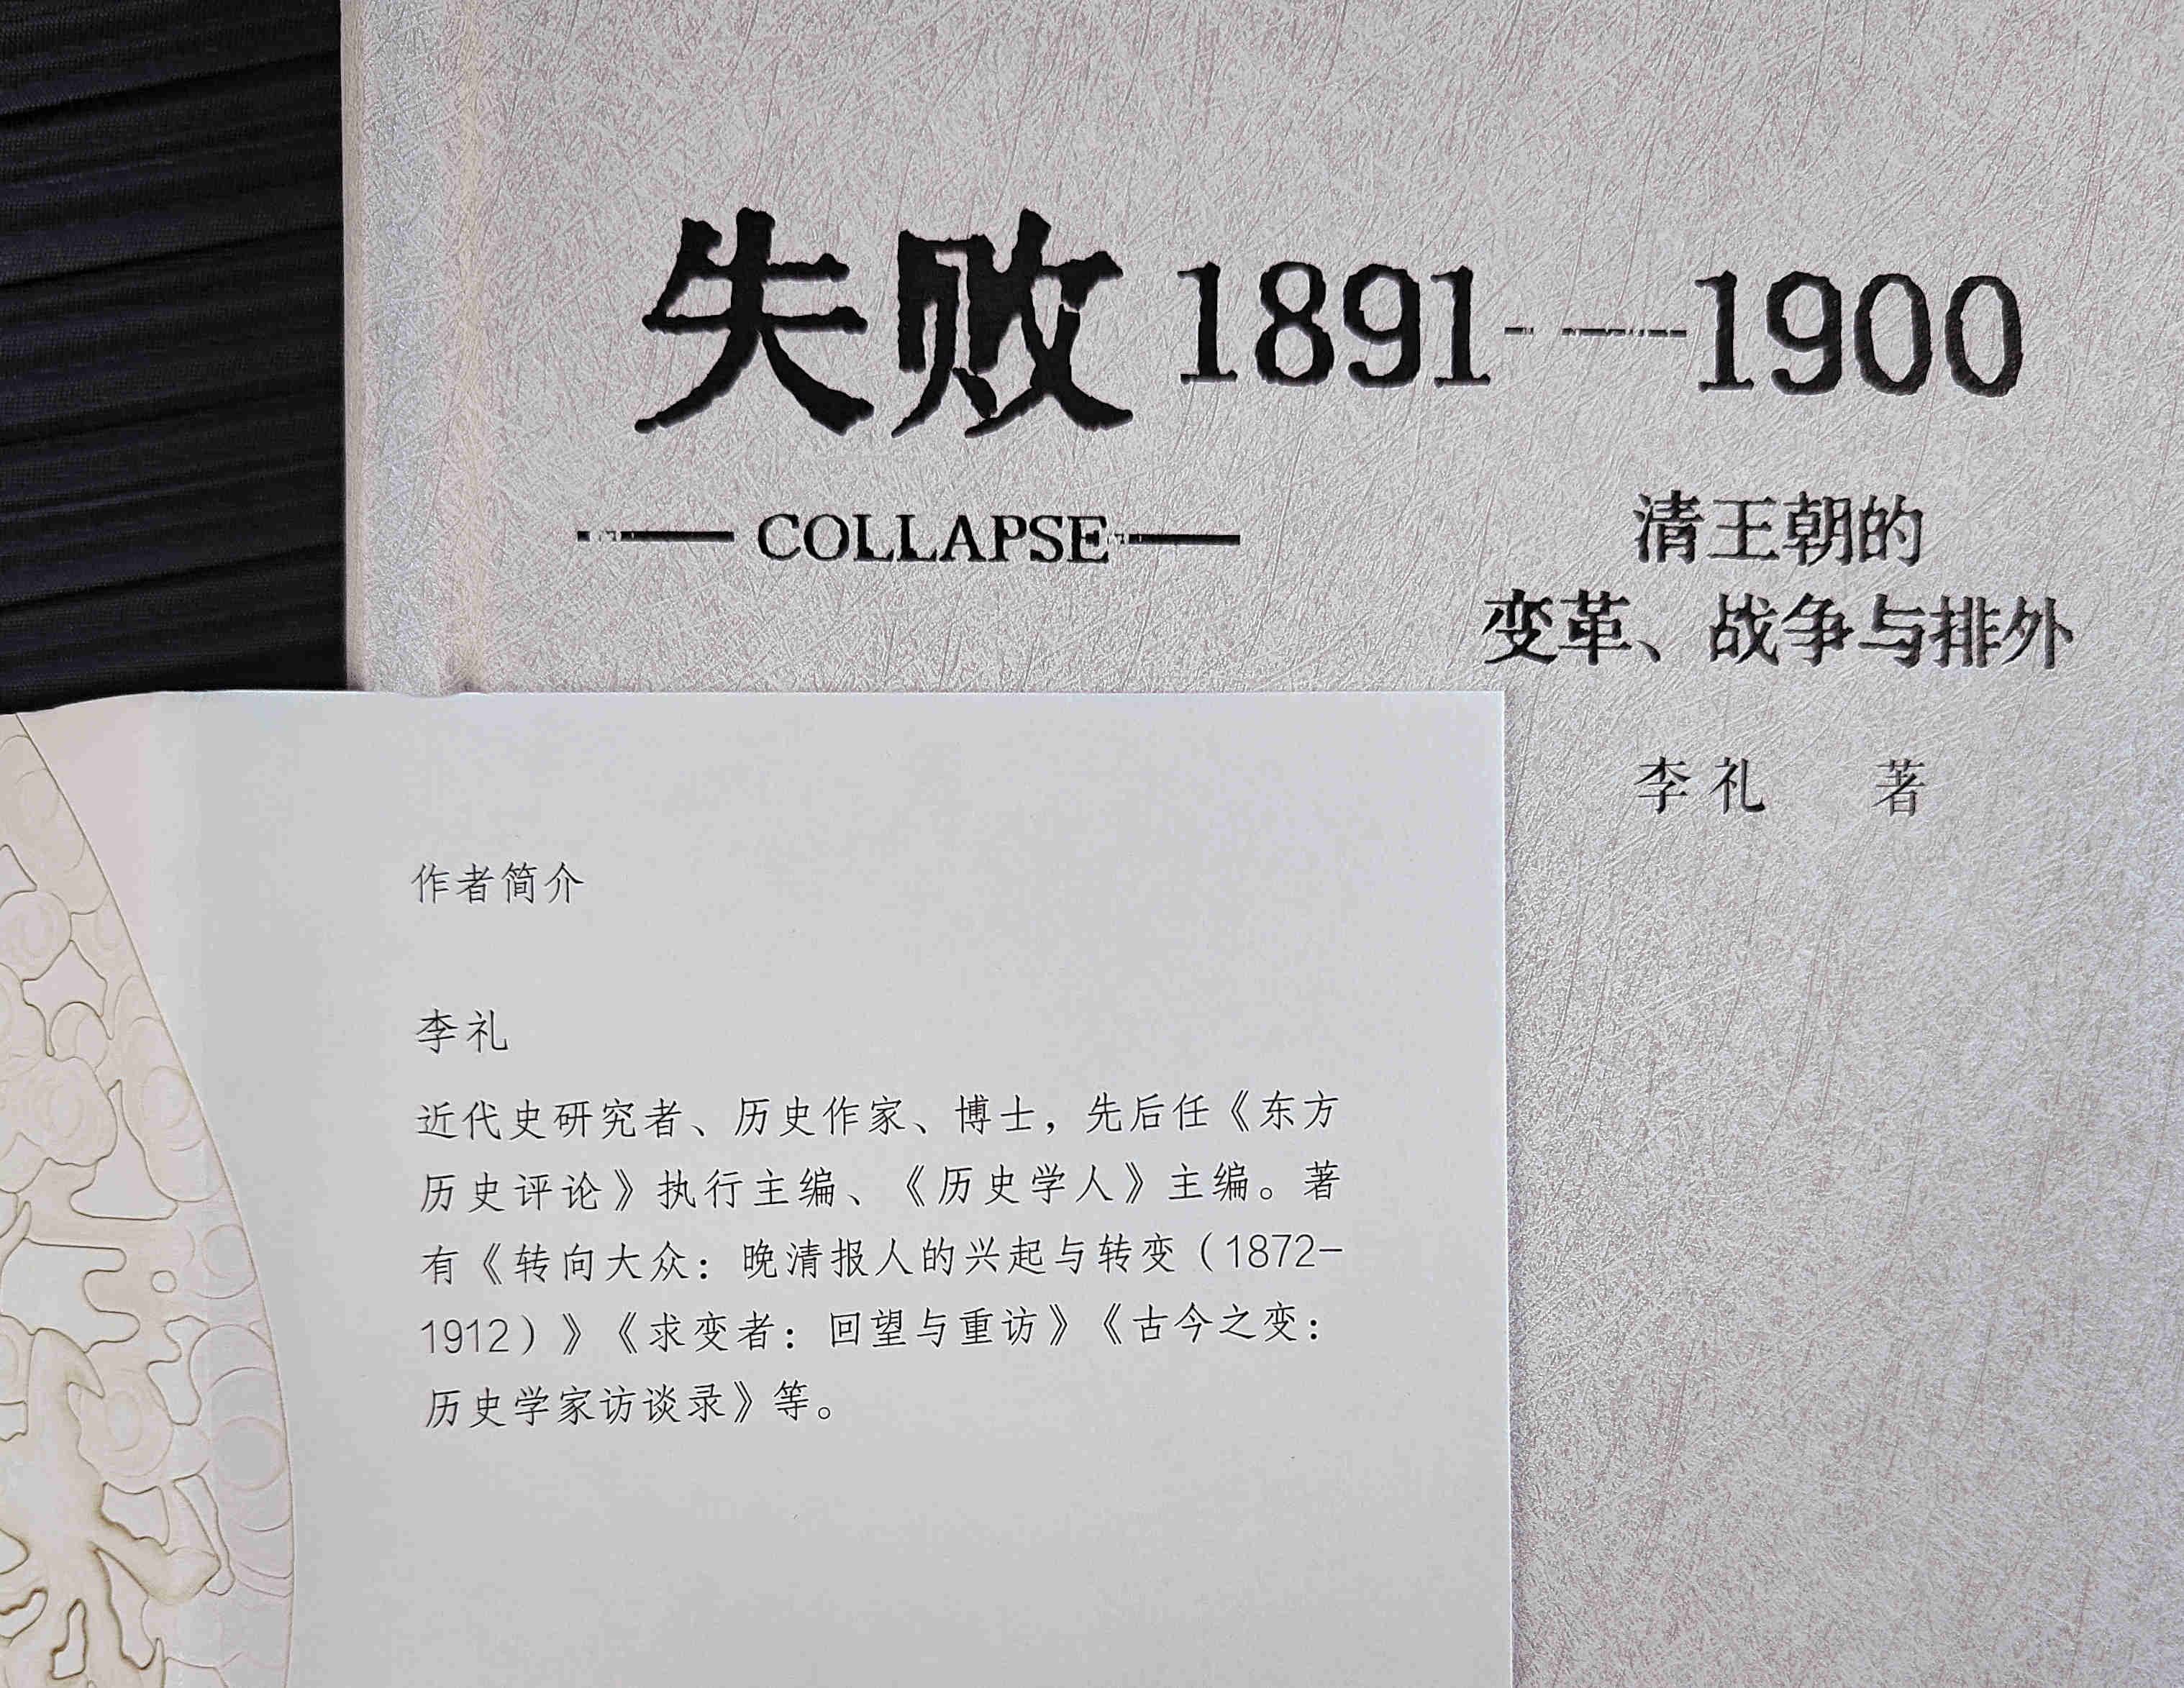 失败 1891——1900
COLLAPSE
清王朝的
变革、战争与排外
李礼 著
作者简介
李礼
近代史研究者、历史作家、博士，先后任《东方
历史评论》执行主编、《历史学人》主编。著
有《转向大众：晚清报人的兴起与转变（1872-
1912）》《求变者：回望与重访》《古今之变：
历史学家访谈录》等。